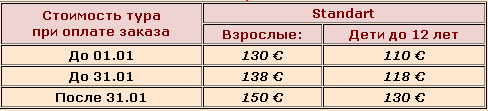 Стоимость тура
при оплате заказа
Standart
Взрослые:
Дети до 12 лет
До 01.01
130 €
110 €
До 31.01
138 €
118 €
После 31.01
150 €
130 €